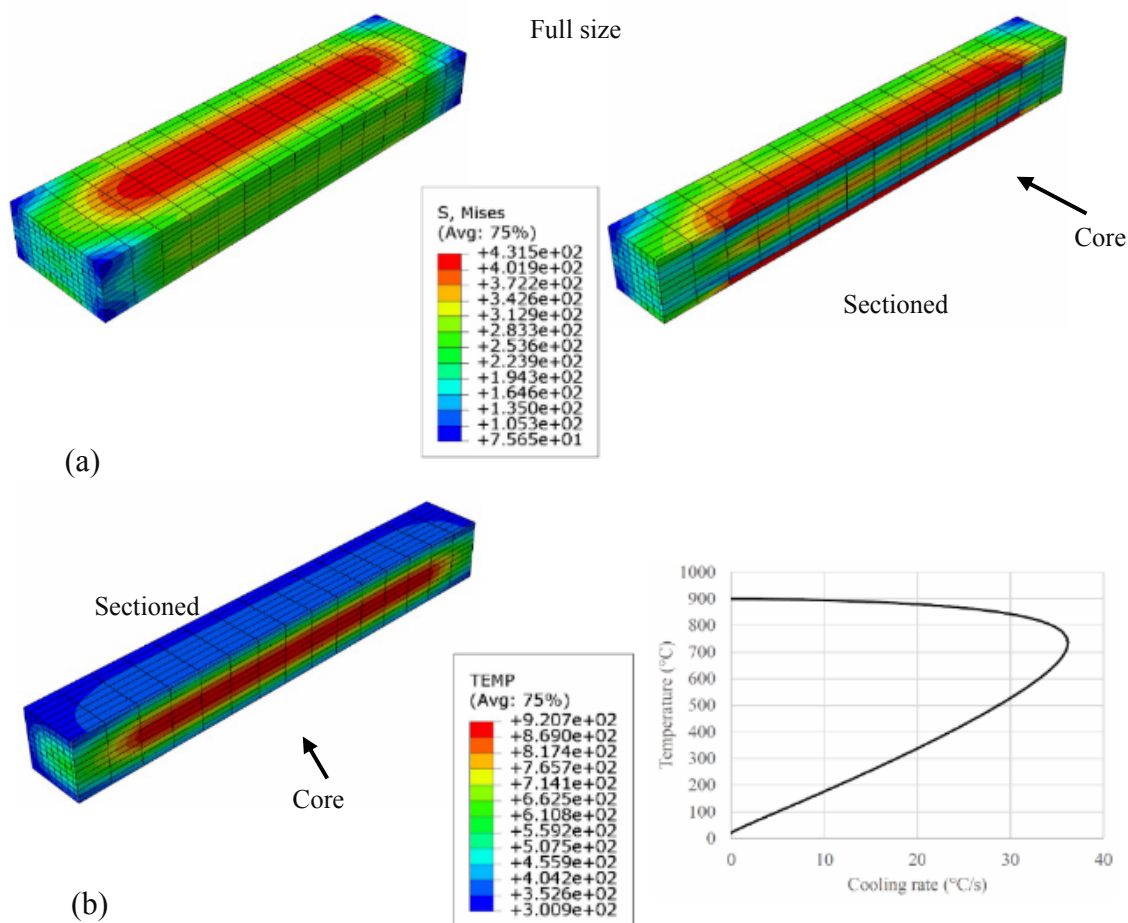 Full size
S, Mises
(Avg: 75%)
+4.315e+02
+4.019e+02
+3.722e+02
+3.426e+02
+3.129e+02
+2.833e+02
+2.536e+02
+2.239e+02
+1.943e+02
+1.646e+02
+1.350e+02
+1.053e+02
+7.565e+01
Core
Sectioned
(a)
Sectioned
Core
TEMP
(Avg: 75%)
+9.207e+02
+8.690e+02
+8.174e+02
+7.657e+02
+7.141e+02
+6.625e+02
+6.108e+02
+5.592e+02
+5.075e+02
+4.559e+02
+4.042e+02
+3.526e+02
+3.009e+02
Temperature (°C)
1000
900
800
700
600
500
400
300
200
100
0
0 10 20 30 40
Cooling rate (°C/s)
(b)